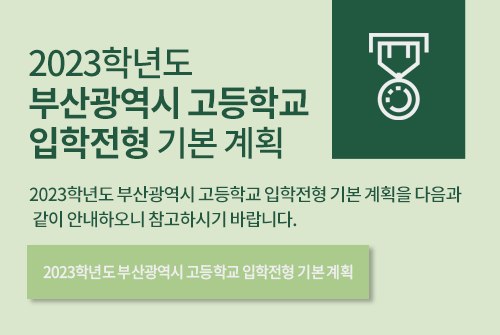 2023학년도
부산광역시 고등학교
입학전형 기본 계획
2023학년도 부산광역시 고등학교 입학전형 기본 계획을 다음과
같이 안내하오니 참고하시기 바랍니다.
2023학년도 부산광역시 고등학교 입학전형 기본 계획